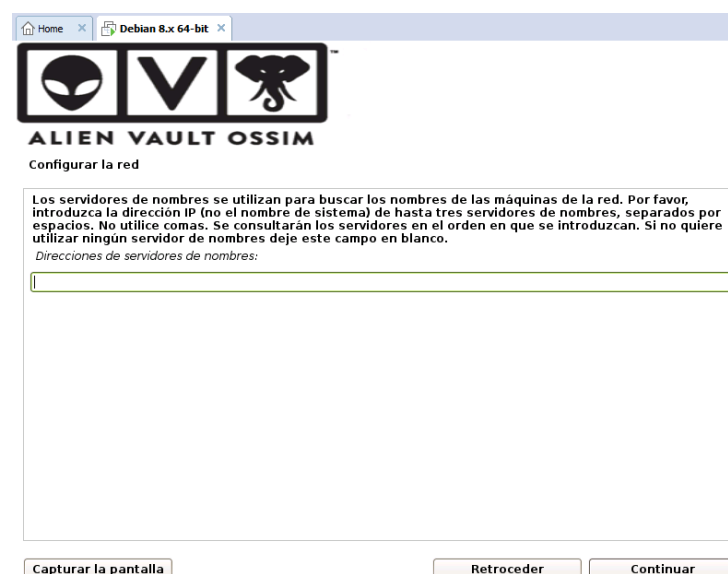 Home
Debian 8.x 64-bit
V
™
ALIEN VAULT OSSIM
Configurar la red
Los servidores de nombres se utilizan para buscar los nombres de las máquinas de la red. Por favor,
introduzca la dirección IP (no el nombre de sistema) de hasta tres servidores de nombres, separados por
espacios. No utilice comas. Se consultarán los servidores en el orden en que se introduzcan. Si no quiere
utilizar ningún servidor de nombres deje este campo en blanco.
Direcciones de servidores de nombres:
Capturar la pantalla
Retroceder
Continuar